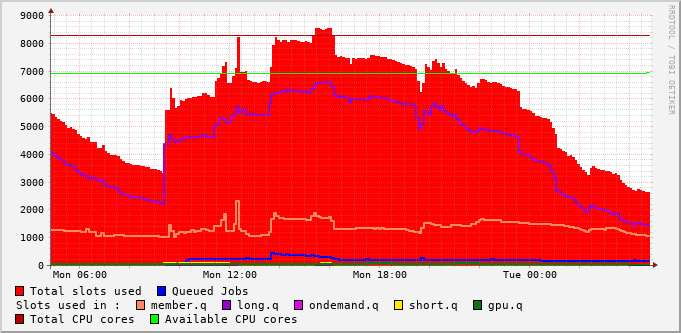 9000
8000
7000
6000
5000
4000
3000
2000
1000
0
Mon 06:00 Mon 12:00 Mon 18:00 Tue 00:00
RRDTOOL / TOBI OETIKER
Total slots used Queued Jobs
Slots used in : member.q long.q ondemand.q short.q gpu.q
Total CPU cores Available CPU cores